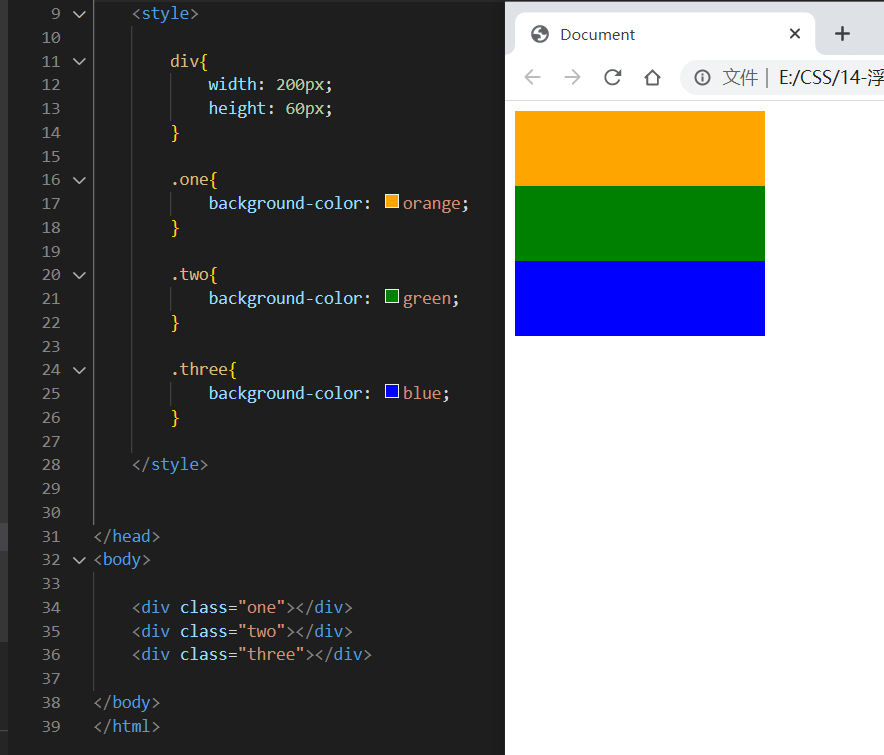 9 <style>
10
11 div{
12 width: 200px;
13 height: 60px;
14 }
15
16 .one{
17 background-color: orange;
18 }
19
20 .two{
21 background-color: green;
22 }
23
24 .three{
25 background-color: blue;
26 }
27
28 </style>
29
30
31 </head>
32 <body>
33
34 <div class="one"></div>
35 <div class="two"></div>
36 <div class="three"></div>
37
38 </body>
39 </html>
Document
文件 | E:/CSS/14-浮